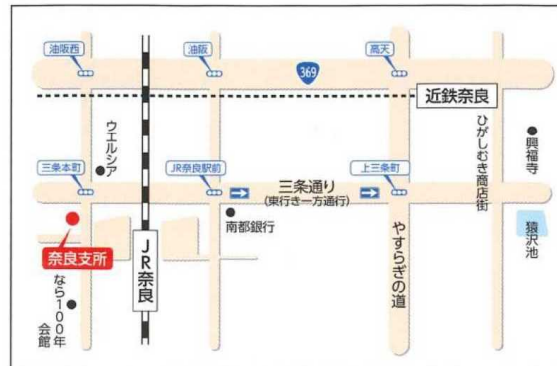 油阪西
油阪
369
高天
近鉄奈良
ウエルシア
ひがしむき商店街
興福寺
三条本町
JR奈良駅前
三条通り
(東行き一方通行)
上三条町
南都銀行
猿沢池
奈良支所
JR奈良
やすらぎの道
なら100年
会館